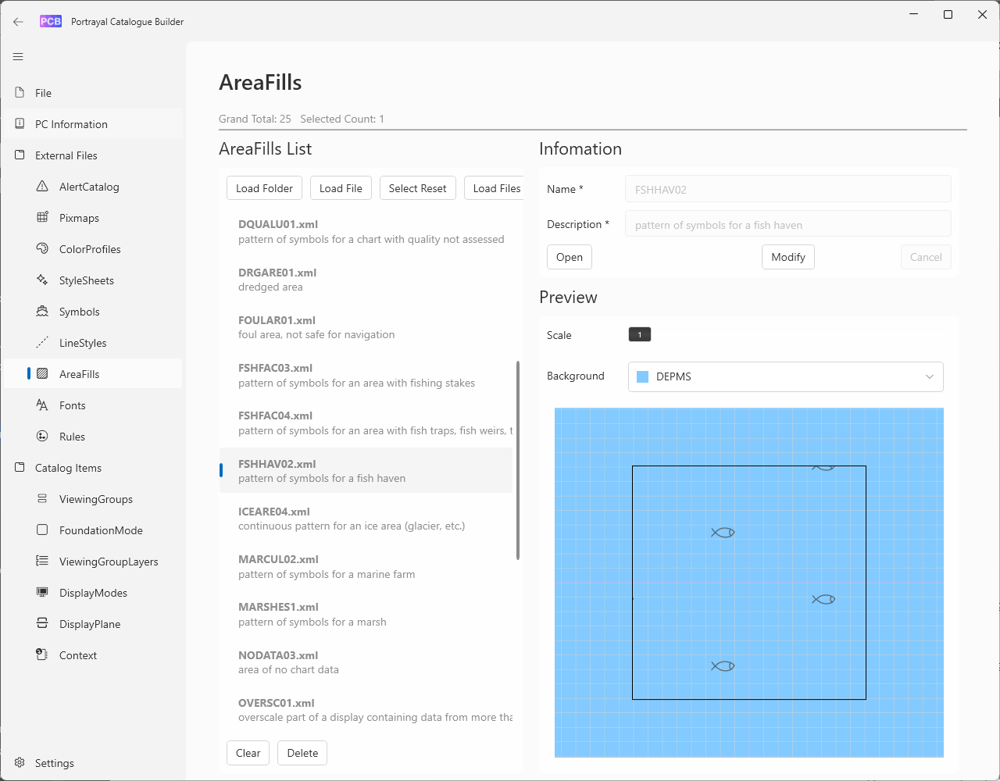 PCB Portrayal Catalogue Builder
File
PC Information
External Files
AlertCatalog
Pixmaps
ColorProfiles
StyleSheets
Symbols
LineStyles
AreaFills
Fonts
Rules
Catalog Items
ViewingGroups
FoundationMode
ViewingGroupLayers
DisplayModes
DisplayPlane
Context
Settings
AreaFills
Grand Total: 25 Selected Count: 1
AreaFills List
Load Folder Load File Select Reset Load Files
DQUALU01.xml
pattern of symbols for a chart with quality not assessed
DRGARE01.xml
dredged area
FOULAR01.xml
foul area, not safe for navigation
FSHFAC03.xml
pattern of symbols for an area with fishing stakes
FSHFAC04.xml
pattern of symbols for an area with fish traps, fish weirs, t
FSHHAV02.xml
pattern of symbols for a fish haven
ICEARE04.xml
continuous pattern for an ice area (glacier, etc.)
MARCUL02.xml
pattern of symbols for a marine farm
MARSHES1.xml
pattern of symbols for a marsh
NODATA03.xml
area of no chart data
OVERSC01.xml
overscale part of a display containing data from more tha
Clear Delete
Infomation
Name * FSHHAV02
Description * pattern of symbols for a fish haven
Open Modify Cancel
Preview
Scale 1
Background DEPMS